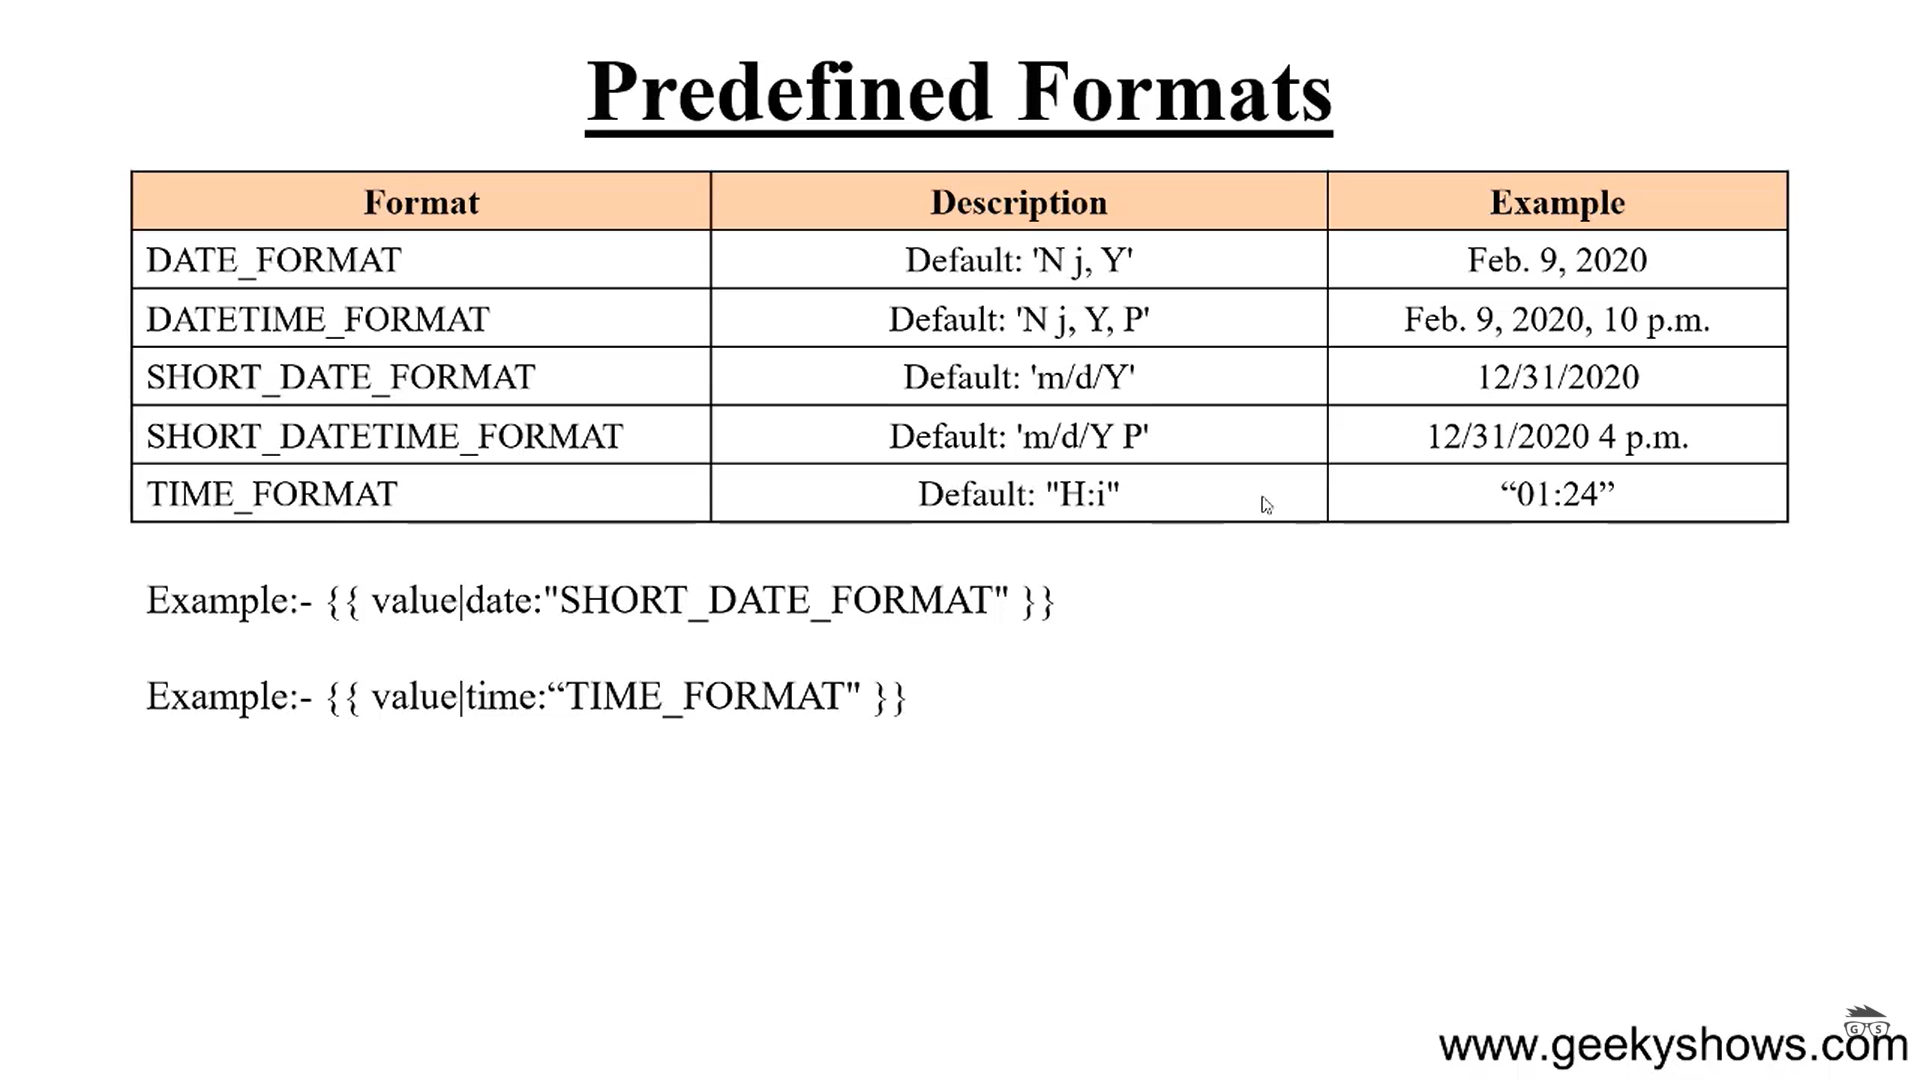 Predefined Formats
Format Description Example
DATE_FORMAT Default: 'N j, Y' Feb. 9, 2020
DATETIME_FORMAT Default: 'N j, Y, P' Feb. 9, 2020, 10 p.m.
SHORT_DATE_FORMAT Default: 'm/d/Y' 12/31/2020
SHORT_DATETIME_FORMAT Default: 'm/d/Y P' 12/31/2020 4 p.m.
TIME_FORMAT Default: "H:i" “01:24”
Example:- {{ value|date:"SHORT_DATE_FORMAT" }}
Example:- {{ value|time:“TIME_FORMAT" }}
G S
www.geekyshows.com